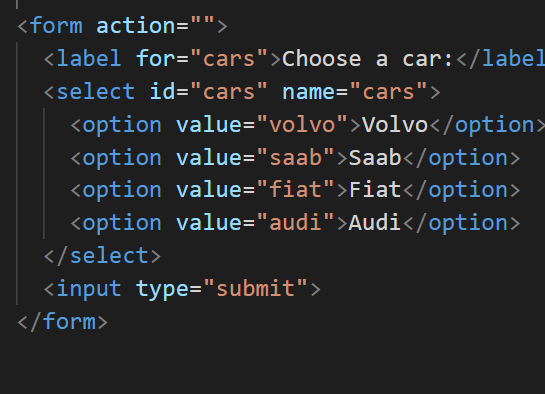 <form action="">
<label for="cars">Choose a car:</label
<select id="cars" name="cars">
<option value="volvo">Volvo</option>
<option value="saab">Saab</option>
<option value="fiat">Fiat</option>
<option value="audi">Audi</option>
</select>
<input type="submit">
</form>